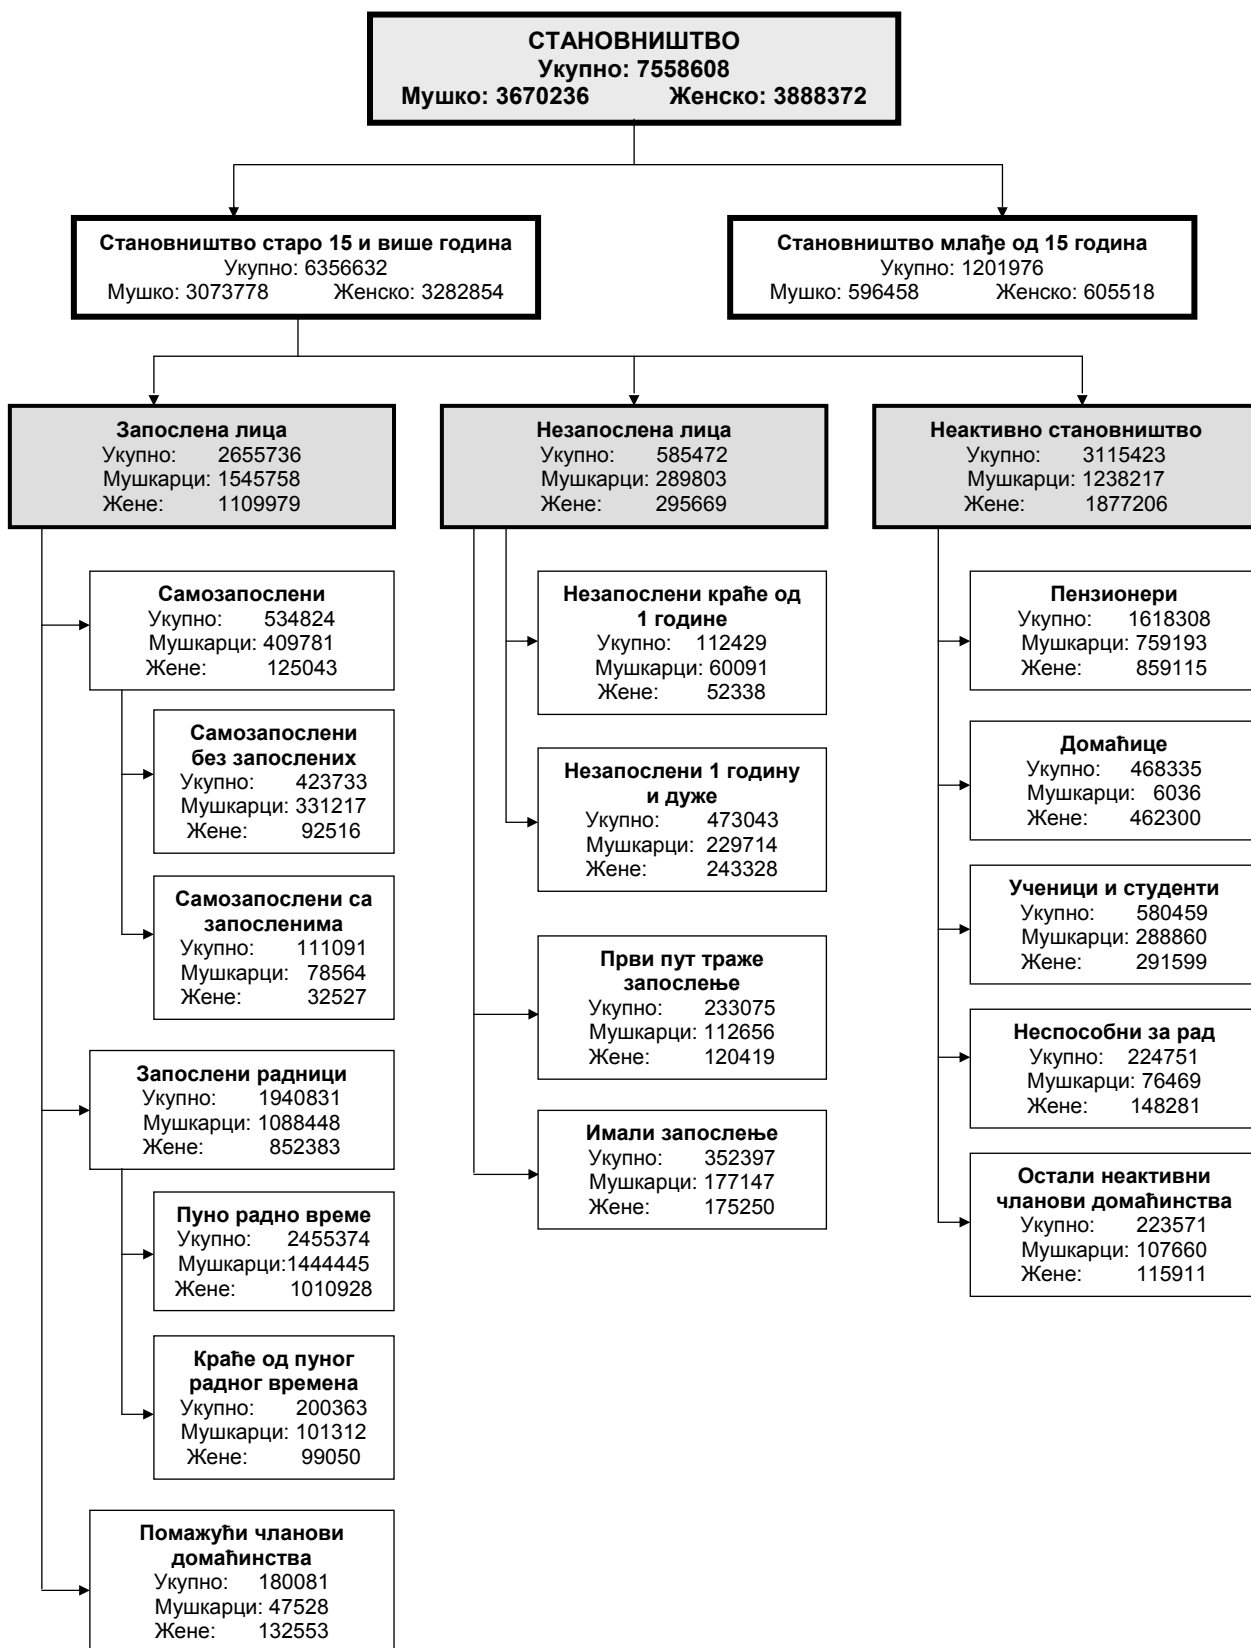 СТАНОВНИШТВО
Укупно: 7558608
Мушко: 3670236 Женско: 3888372
Становништво старо 15 и више година
Укупно: 6356632
Мушко: 3073778 Женско: 3282854
Становништво млађе од 15 година
Укупно: 1201976
Мушко: 596458 Женско: 605518
Запослена лица
Укупно: 2655736
Мушкарци: 1545758
Жене: 1109979
Незапослена лица
Укупно: 585472
Мушкарци: 289803
Жене: 295669
Неактивно становништво
Укупно: 3115423
Мушкарци: 1238217
Жене: 1877206
Самозапослени
Укупно: 534824
Мушкарци: 409781
Жене: 125043
Самозапослени
без запослених
Укупно: 423733
Мушкарци: 331217
Жене: 92516
Самозапослени са
запосленима
Укупно: 111091
Мушкарци: 78564
Жене: 32527
Запослени радници
Укупно: 1940831
Мушкарци: 1088448
Жене: 852383
Пуно радно време
Укупно: 2455374
Мушкарци:1444445
Жене: 1010928
Краће од пуног
радног времена
Укупно: 200363
Мушкарци: 101312
Жене: 99050
Помажући чланови
домаћинства
Укупно: 180081
Мушкарци: 47528
Жене: 132553
Незапослени краће од
1 године
Укупно: 112429
Мушкарци: 60091
Жене: 52338
Незапослени 1 годину
и дуже
Укупно: 473043
Мушкарци: 229714
Жене: 243328
Први пут траже
запослење
Укупно: 233075
Мушкарци: 112656
Жене: 120419
Имали запослење
Укупно: 352397
Мушкарци: 177147
Жене: 175250
Пензионери
Укупно: 1618308
Мушкарци: 759193
Жене: 859115
Домаћице
Укупно: 468335
Мушкарци: 6036
Жене: 462300
Ученици и студенти
Укупно: 580459
Мушкарци: 288860
Жене: 291599
Неспособни за рад
Укупно: 224751
Мушкарци: 76469
Жене: 148281
Остали неактивни
чланови домаћинства
Укупно: 223571
Мушкарци: 107660
Жене: 115911